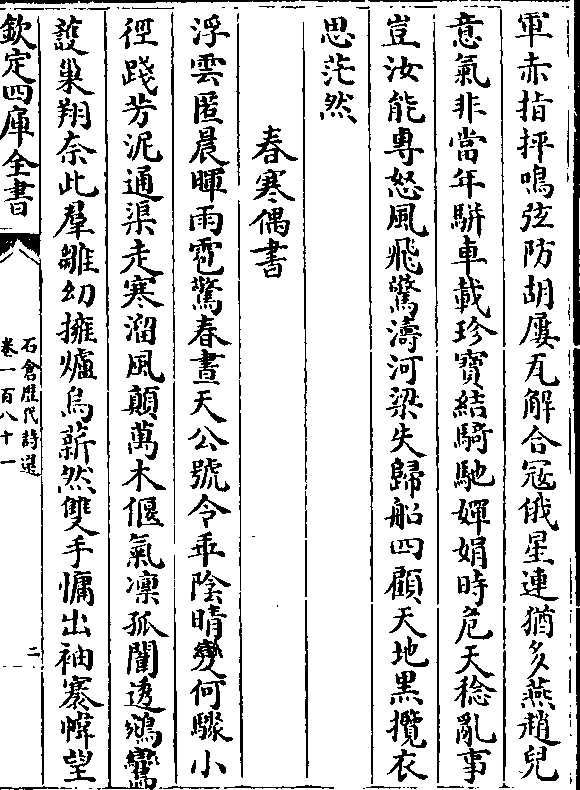 軍赤指抨鳴弦防胡屢瓦解合冦俄星連猶多燕趙兒
意氣非當年駢車載珍寶結騎馳嬋娟時危天稔亂事
豈汝能專怒風飛驚濤河梁失歸船四顧天地黑攬衣
思茫然
春寒偶書
浮雲匿晨暉雨雹驚春晝天公號令乖陰晴變何驟小
徑踐芳泥通渠走寒溜風顛萬木偃氣凛孤闈透鵷鸞
䕶巢翔奈此羣雛幼擁爐烏薪然雙手慵出袖褰幃望
欽定四庫全書
石倉歴代詩選
卷一百八十一
二